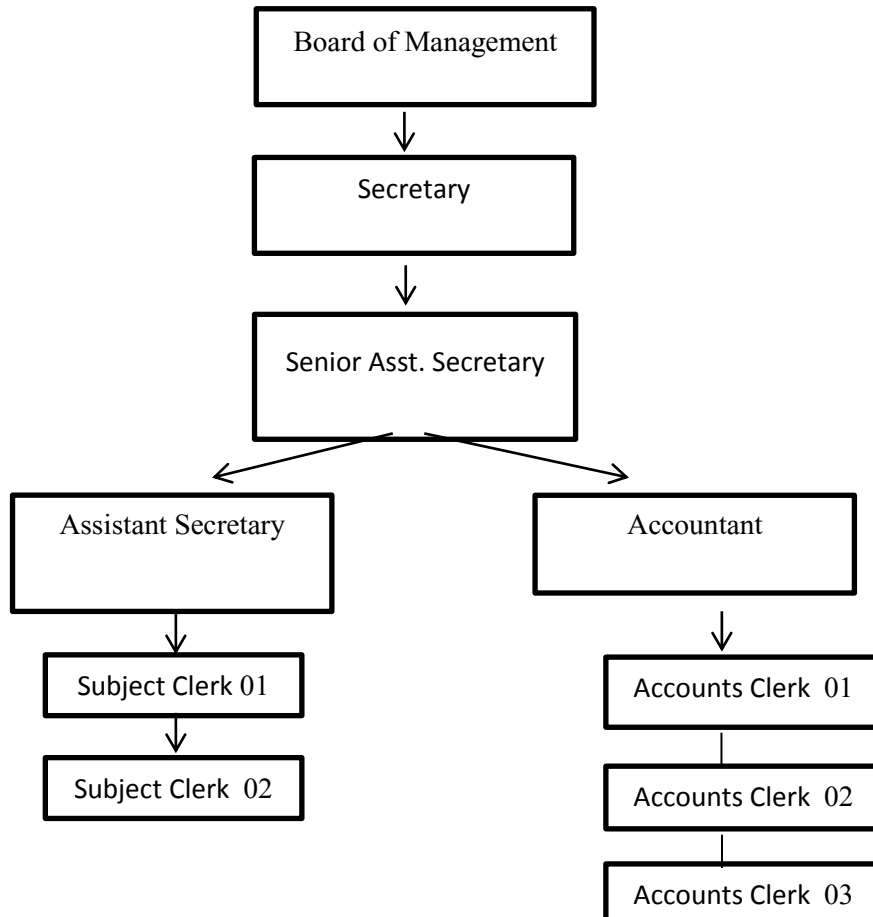 Board of Management
Secretary
Senior Asst. Secretary
Assistant Secretary
Accountant
Subject Clerk 01
Accounts Clerk 01
Subject Clerk 02
Accounts Clerk 02
Accounts Clerk 03